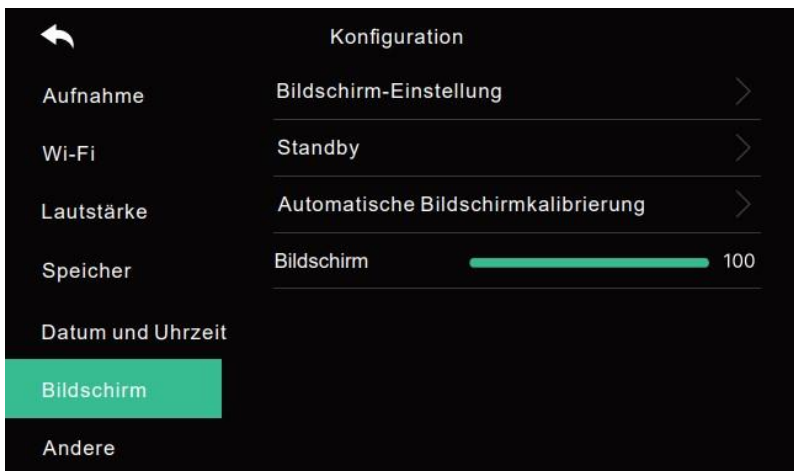 Konfiguration
Aufnahme
Wi-Fi
Lautstärke
Speicher
Datum und Uhrzeit
Bildschirm
Andere
Bildschirm-Einstellung
Standby
Automatische Bildschirmkalibrierung
Bildschirm 100